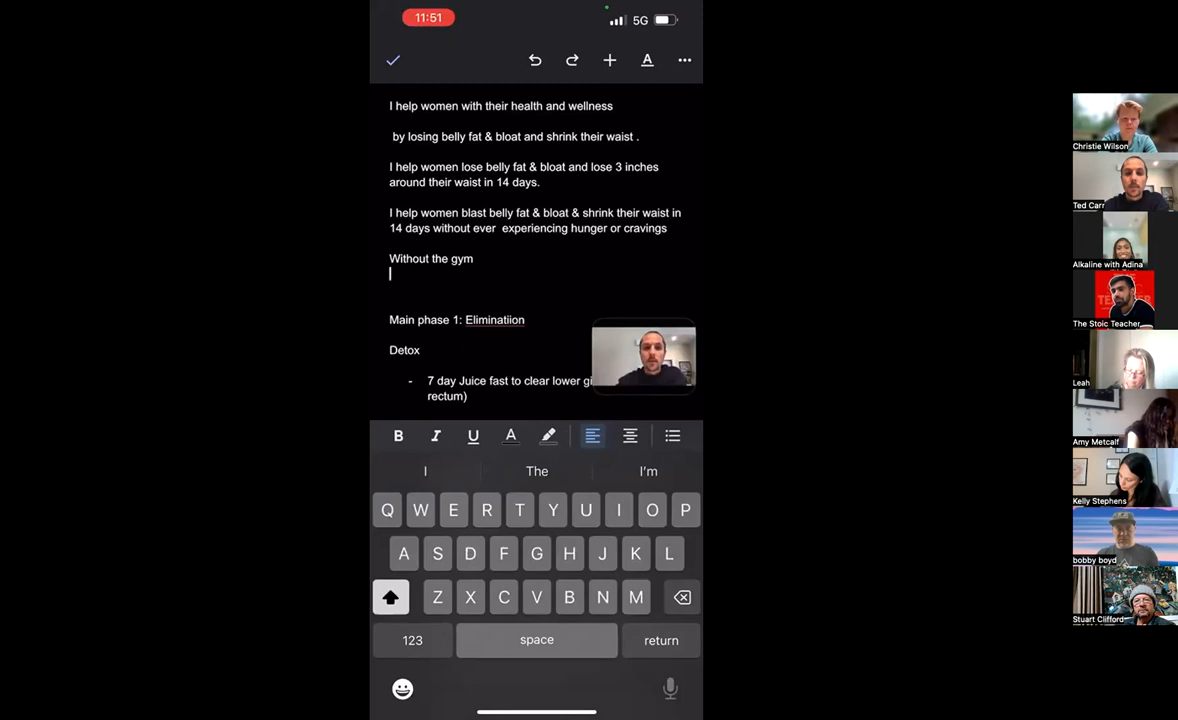 11:51
5G
A
I help women with their health and wellness
by losing belly fat & bloat and shrink their waist .
I help women lose belly fat & bloat and lose 3 inches
around their waist in 14 days.
I help women blast belly fat & bloat & shrink their waist in
14 days without ever experiencing hunger or cravings
Without the gym
Main phase 1: Eliminatiion
Detox
- 7 day Juice fast to clear lower gi
rectum)
B I U A
I The I'm
Q W E R T Y U I O P
A S D F G H J K L
Z X C V B N M
123 space return
Christie Wilson
Ted Carr
Alkaline with Adina
The Stoic Teacher
Leah
Amy Metcalf
Kelly Stephens
bobby boyd
Stuart Clifford